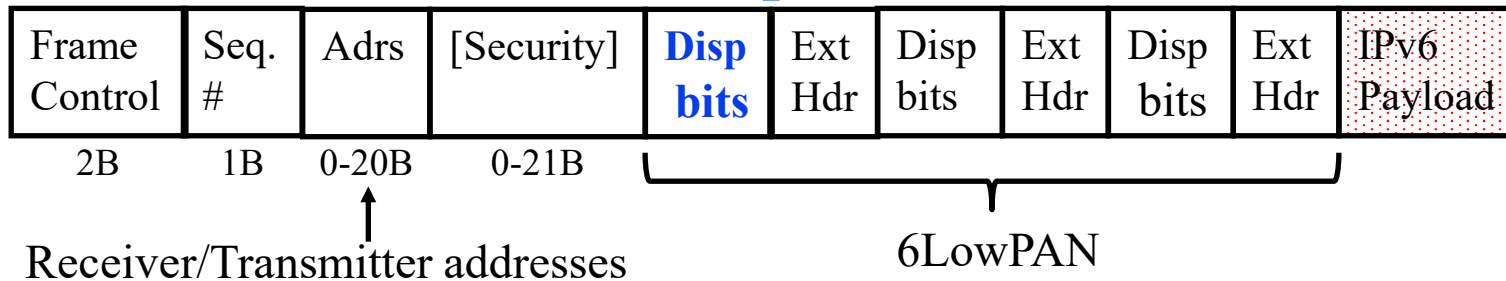 Frame Control
Seq. #
Adrs
[Security]
Disp bits
Ext Hdr
Disp bits
Ext Hdr
Disp bits
Ext Hdr
IPv6 Payload
2B
1B
0-20B
0-21B
Receiver/Transmitter addresses
6LowPAN